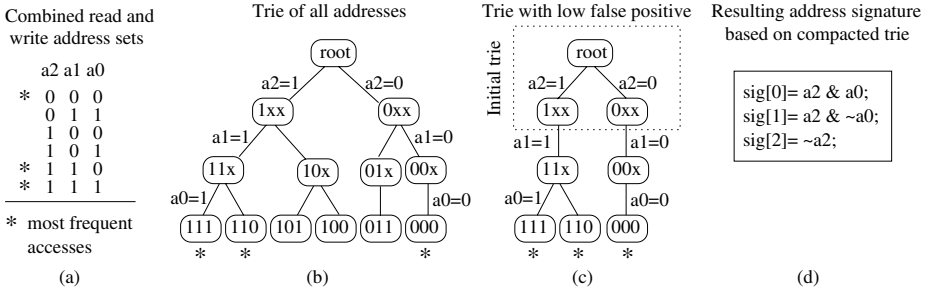 Combined read and
write address sets
a2 a1 a0
* 0 0 0
0 1 1
1 0 0
1 0 1
* 1 1 0
* 1 1 1
* most frequent
accesses
(a)
Trie of all addresses
root
a2=1 a2=0
1xx 0xx
a1=1 a1=0
11x 10x 01x 00x
a0=1 a0=0
111 110 101 100 011 000
* * *
(b)
Trie with low false positive
Initial trie
root
a2=1 a2=0
1xx 0xx
a1=1 a1=0
11x 00x
a0=1 a0=0
111 110 000
* * *
(c)
Resulting address signature
based on compacted trie
sig[0]= a2 & a0;
sig[1]= a2 & ~a0;
sig[2]= ~a2;
(d)